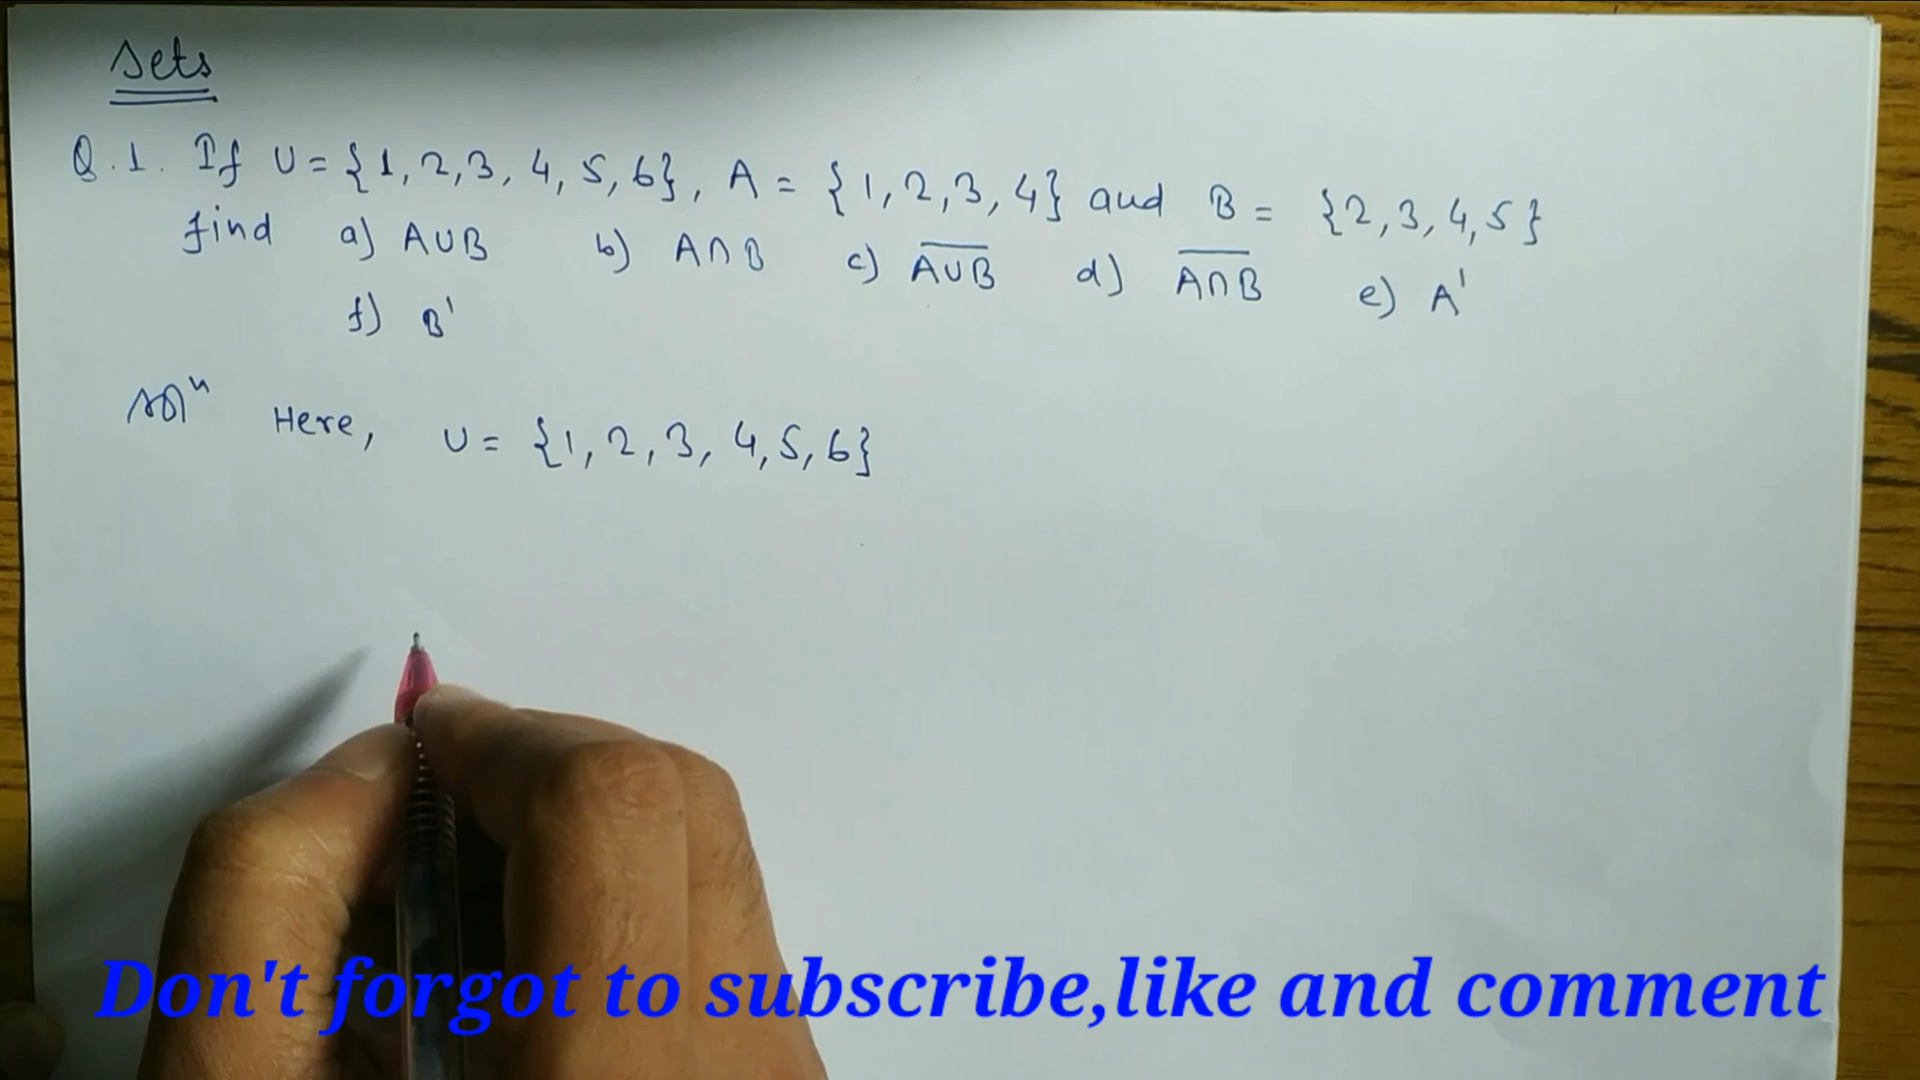 Sets
Q.1. If U = {1, 2, 3, 4, 5, 6}, A = {1, 2, 3, 4} and B = {2, 3, 4, 5}
find a) A∪B b) A∩B c) A̅∪̅B̅ d) A̅∩̅B̅ e) A'
f) B'
Solⁿ Here, U = {1, 2, 3, 4, 5, 6}
Don't forgot to subscribe,like and comment